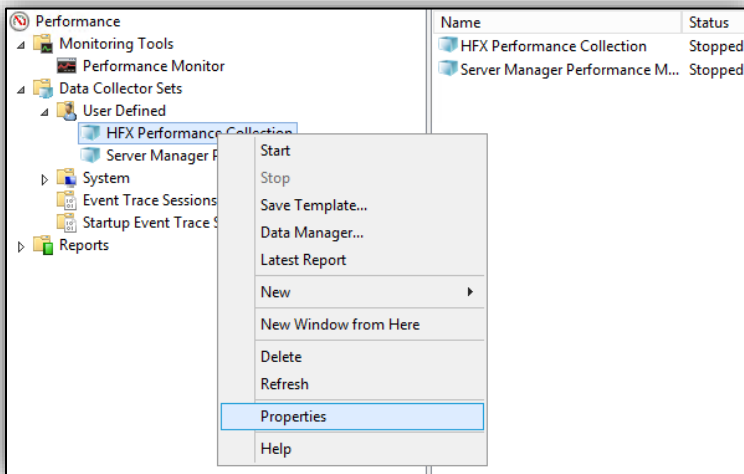 Performance
Monitoring Tools
Performance Monitor
Data Collector Sets
User Defined
HFX Performance Collection
Server Manager P
System
Event Trace Sessions
Startup Event Trace S
Reports
Start
Stop
Save Template...
Data Manager...
Latest Report
New
New Window from Here
Delete
Refresh
Properties
Help
Name Status
HFX Performance Collection Stopped
Server Manager Performance M... Stopped